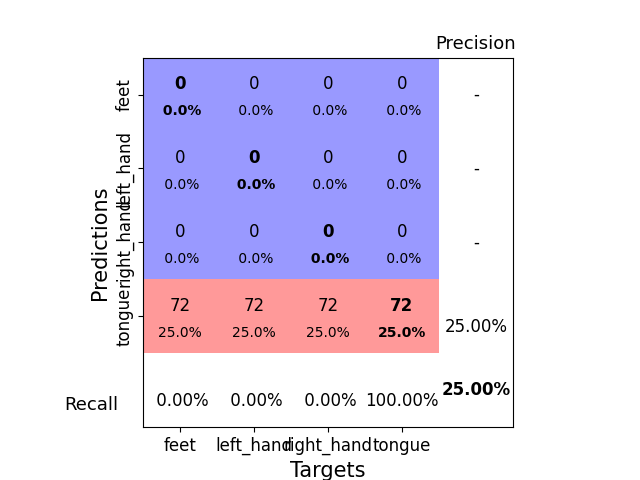 Precision
feet 0 0 0 0 -
0.0% 0.0% 0.0% 0.0%
left_hand 0 0 0 0 -
0.0% 0.0% 0.0% 0.0%
right_hand 0 0 0 0 -
0.0% 0.0% 0.0% 0.0%
tongue 72 72 72 72 25.00%
25.0% 25.0% 25.0% 25.0%
Predictions
25.00%
Recall 0.00% 0.00% 0.00% 100.00%
feet left_hand right_hand tongue
Targets